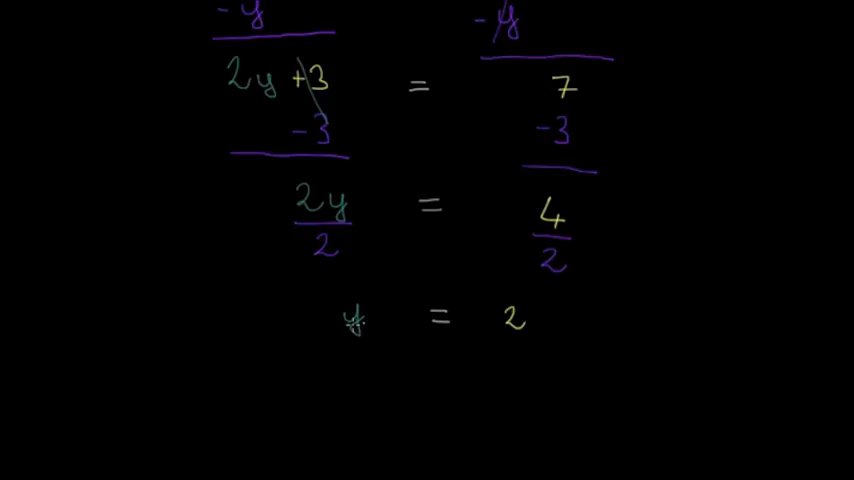 -y -y
2y +3 = 7
-3 -3
2y = 4
2 2
y = 2